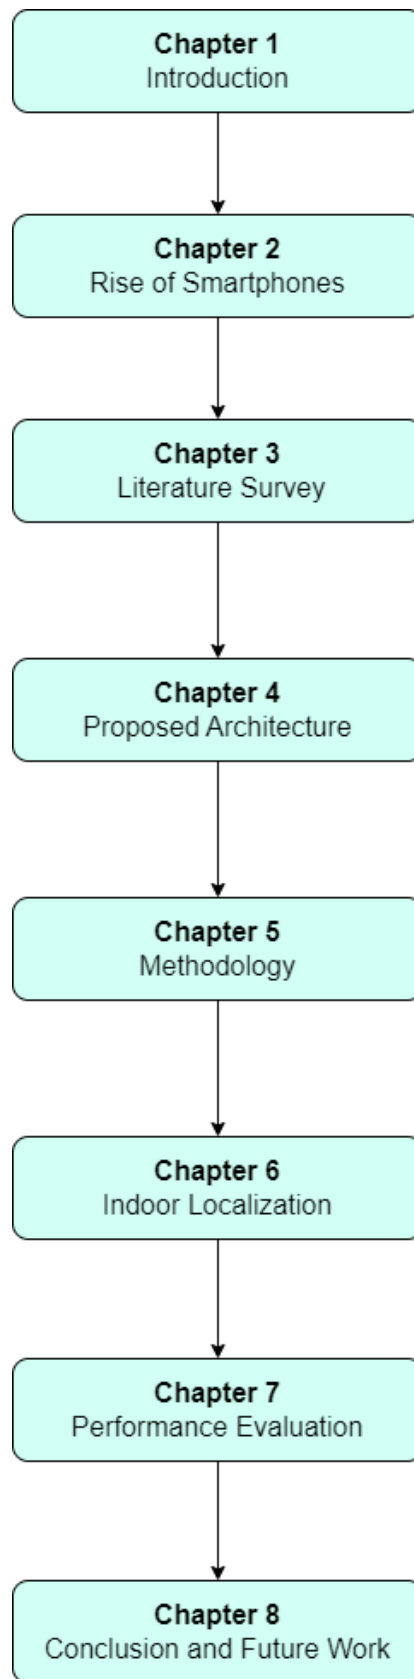 Chapter 1
Introduction
Chapter 2
Rise of Smartphones
Chapter 3
Literature Survey
Chapter 4
Proposed Architecture
Chapter 5
Methodology
Chapter 6
Indoor Localization
Chapter 7
Performance Evaluation
Chapter 8
Conclusion and Future Work